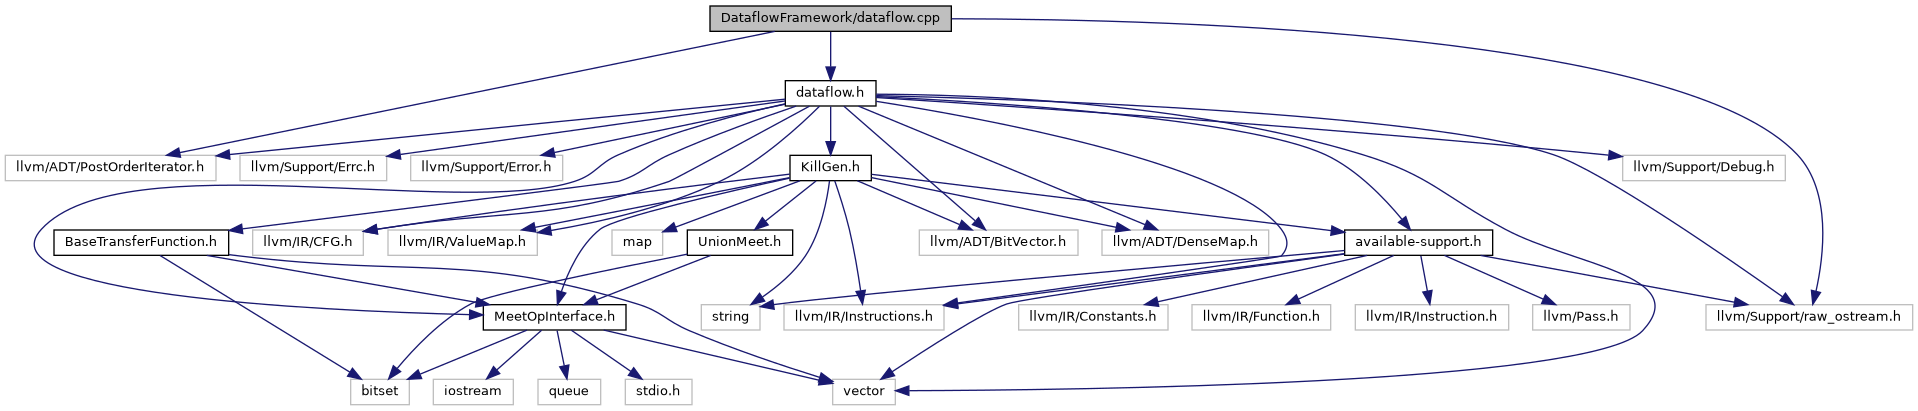 DataflowFramework/dataflow.cpp
dataflow.h
llvm/ADT/PostOrderIterator.h
llvm/Support/Errc.h
llvm/Support/Error.h
KillGen.h
llvm/Support/Debug.h
BaseTransferFunction.h
llvm/IR/CFG.h
llvm/IR/ValueMap.h
map
UnionMeet.h
llvm/ADT/BitVector.h
llvm/ADT/DenseMap.h
available-support.h
MeetOpInterface.h
string
llvm/IR/Instructions.h
llvm/IR/Constants.h
llvm/IR/Function.h
llvm/IR/Instruction.h
llvm/Pass.h
llvm/Support/raw_ostream.h
bitset
iostream
queue
stdio.h
vector